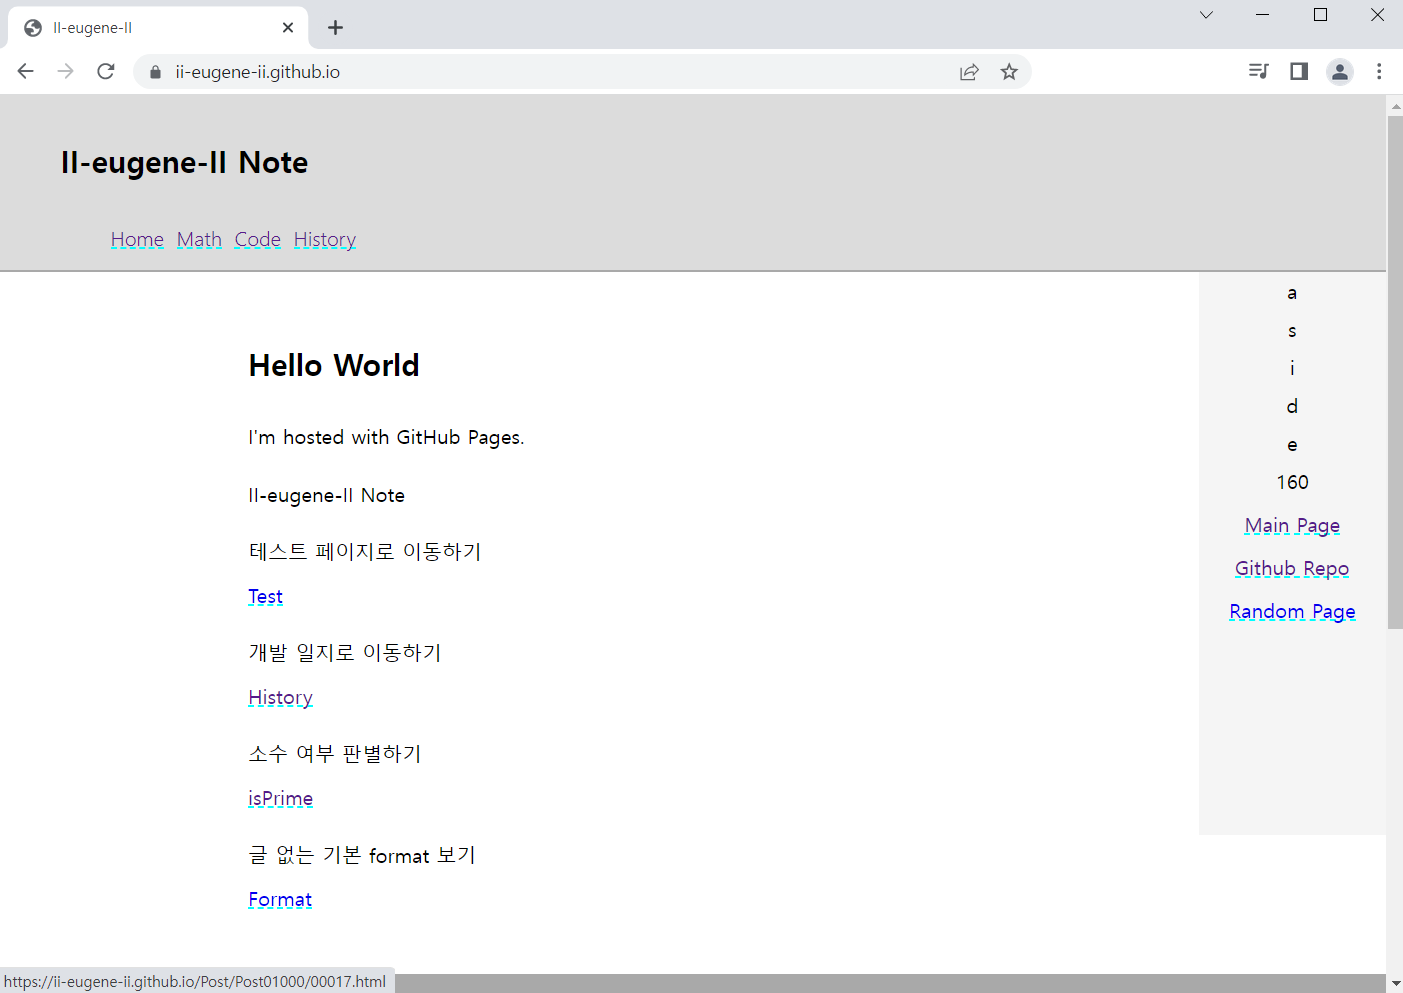 II-eugene-II
ii-eugene-ii.github.io
II-eugene-II Note
Home Math Code History
Hello World
I'm hosted with GitHub Pages.
II-eugene-II Note
테스트 페이지로 이동하기
Test
개발 일지로 이동하기
History
소수 여부 판별하기
isPrime
글 없는 기본 format 보기
Format
a
s
i
d
e
160
Main Page
Github Repo
Random Page
https://ii-eugene-ii.github.io/Post/Post01000/00017.html